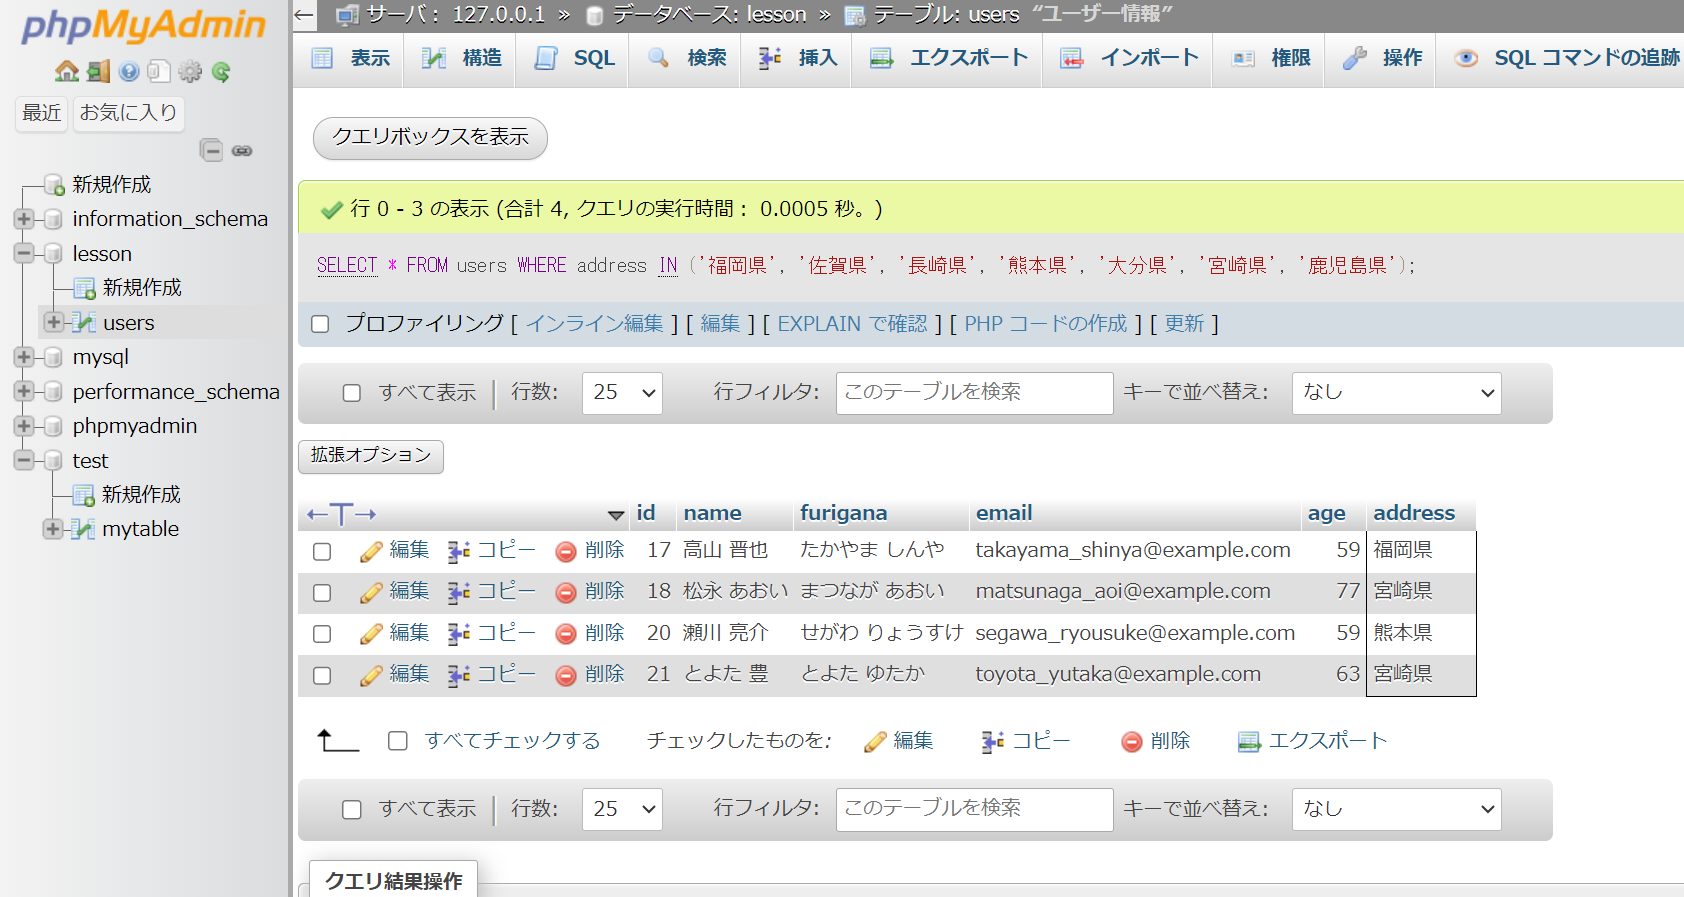 phpMyAdmin
最近 お気に入り
新規作成
information_schema
lesson
新規作成
users
mysql
performance_schema
phpmyadmin
test
新規作成
mytable
← サーバ: 127.0.0.1 » データベース: lesson » テーブル: users “ユーザー情報”
表示 構造 SQL 検索 挿入 エクスポート インポート 権限 操作 SQL コマンドの追跡
クエリボックスを表示
行 0 - 3 の表示 (合計 4, クエリの実行時間: 0.0005 秒。)
SELECT * FROM users WHERE address IN ('福岡県', '佐賀県', '長崎県', '熊本県', '大分県', '宮崎県', '鹿児島県');
プロファイリング [ インライン編集 ] [ 編集 ] [ EXPLAIN で確認 ] [ PHP コードの作成 ] [ 更新 ]
すべて表示 | 行数: 25 行フィルタ: このテーブルを検索 キーで並べ替え: なし
拡張オプション
←T→ id name furigana email age address
編集 コピー 削除 17 高山 晋也 たかやま しんや takayama_shinya@example.com 59 福岡県
編集 コピー 削除 18 松永 あおい まつなが あおい matsunaga_aoi@example.com 77 宮崎県
編集 コピー 削除 20 瀬川 亮介 せがわ りょうすけ segawa_ryousuke@example.com 59 熊本県
編集 コピー 削除 21 とよた 豊 とよた ゆたか toyota_yutaka@example.com 63 宮崎県
すべてチェックする チェックしたものを: 編集 コピー 削除 エクスポート
すべて表示 | 行数: 25 行フィルタ: このテーブルを検索 キーで並べ替え: なし
クエリ結果操作